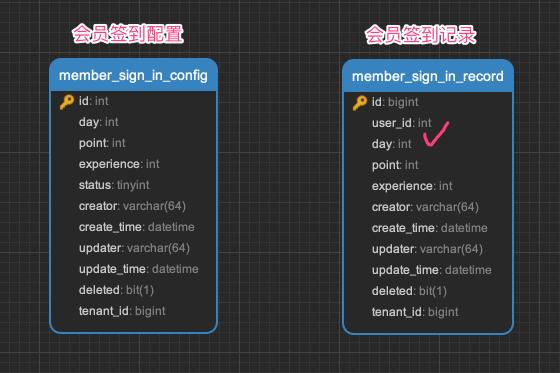 会员签到配置
member_sign_in_config
id: int
day: int
point: int
experience: int
status: tinyint
creator: varchar(64)
create_time: datetime
updater: varchar(64)
update_time: datetime
deleted: bit(1)
tenant_id: bigint
会员签到记录
member_sign_in_record
id: bigint
user_id: int
day: int
point: int
experience: int
creator: varchar(64)
create_time: datetime
updater: varchar(64)
update_time: datetime
deleted: bit(1)
tenant_id: bigint